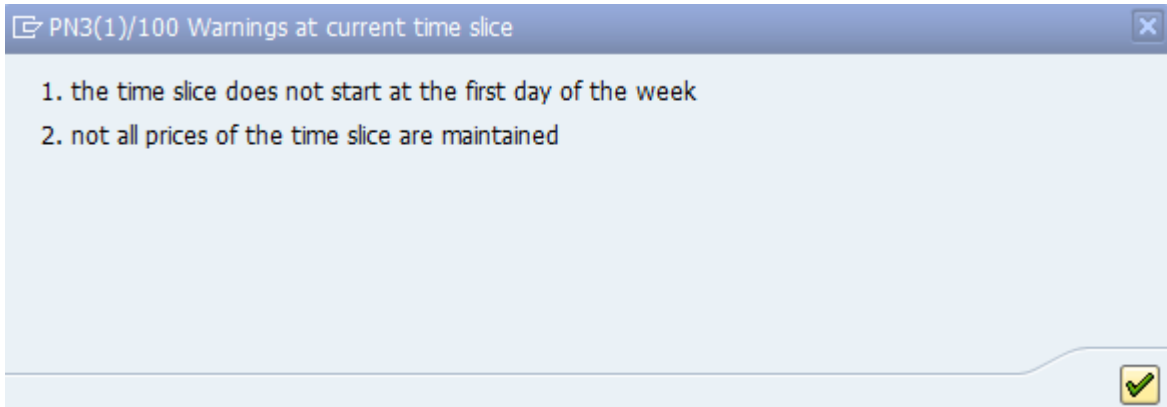 PN3(1)/100 Warnings at current time slice
1. the time slice does not start at the first day of the week
2. not all prices of the time slice are maintained